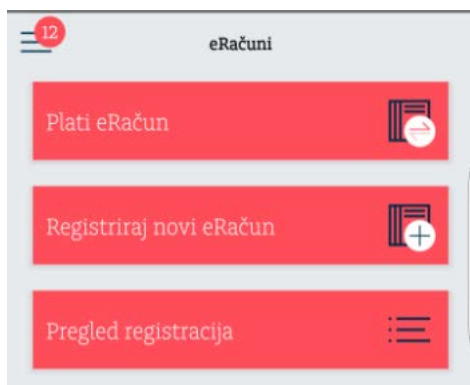 12
eRačuni
Plati eRačun
Registriraj novi eRačun
Pregled registracija